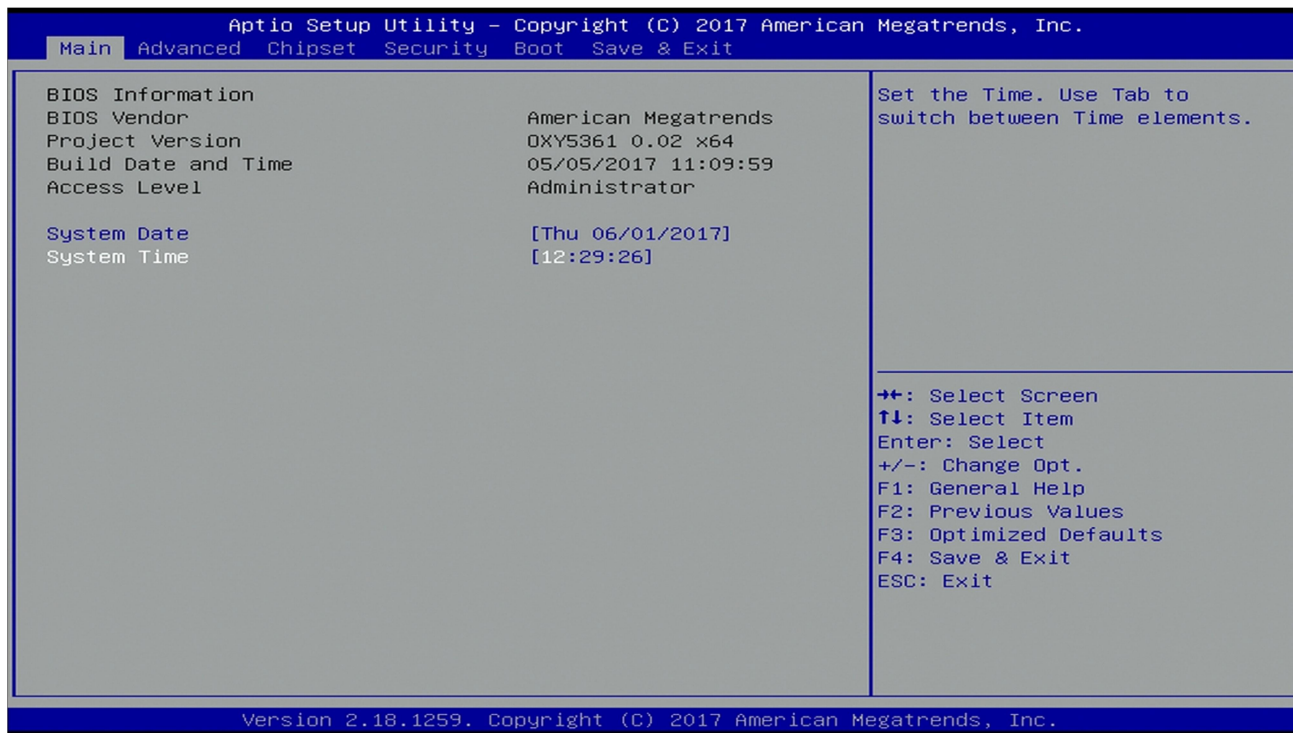 Aptio Setup Utility – Copyright (C) 2017 American Megatrends, Inc.
Main Advanced Chipset Security Boot Save & Exit
BIOS Information
BIOS Vendor American Megatrends
Project Version OXY5361 0.02 x64
Build Date and Time 05/05/2017 11:09:59
Access Level Administrator
System Date [Thu 06/01/2017]
System Time [12:29:26]
Set the Time. Use Tab to
switch between Time elements.
→←: Select Screen
↑↓: Select Item
Enter: Select
+/-: Change Opt.
F1: General Help
F2: Previous Values
F3: Optimized Defaults
F4: Save & Exit
ESC: Exit
Version 2.18.1259. Copyright (C) 2017 American Megatrends, Inc.